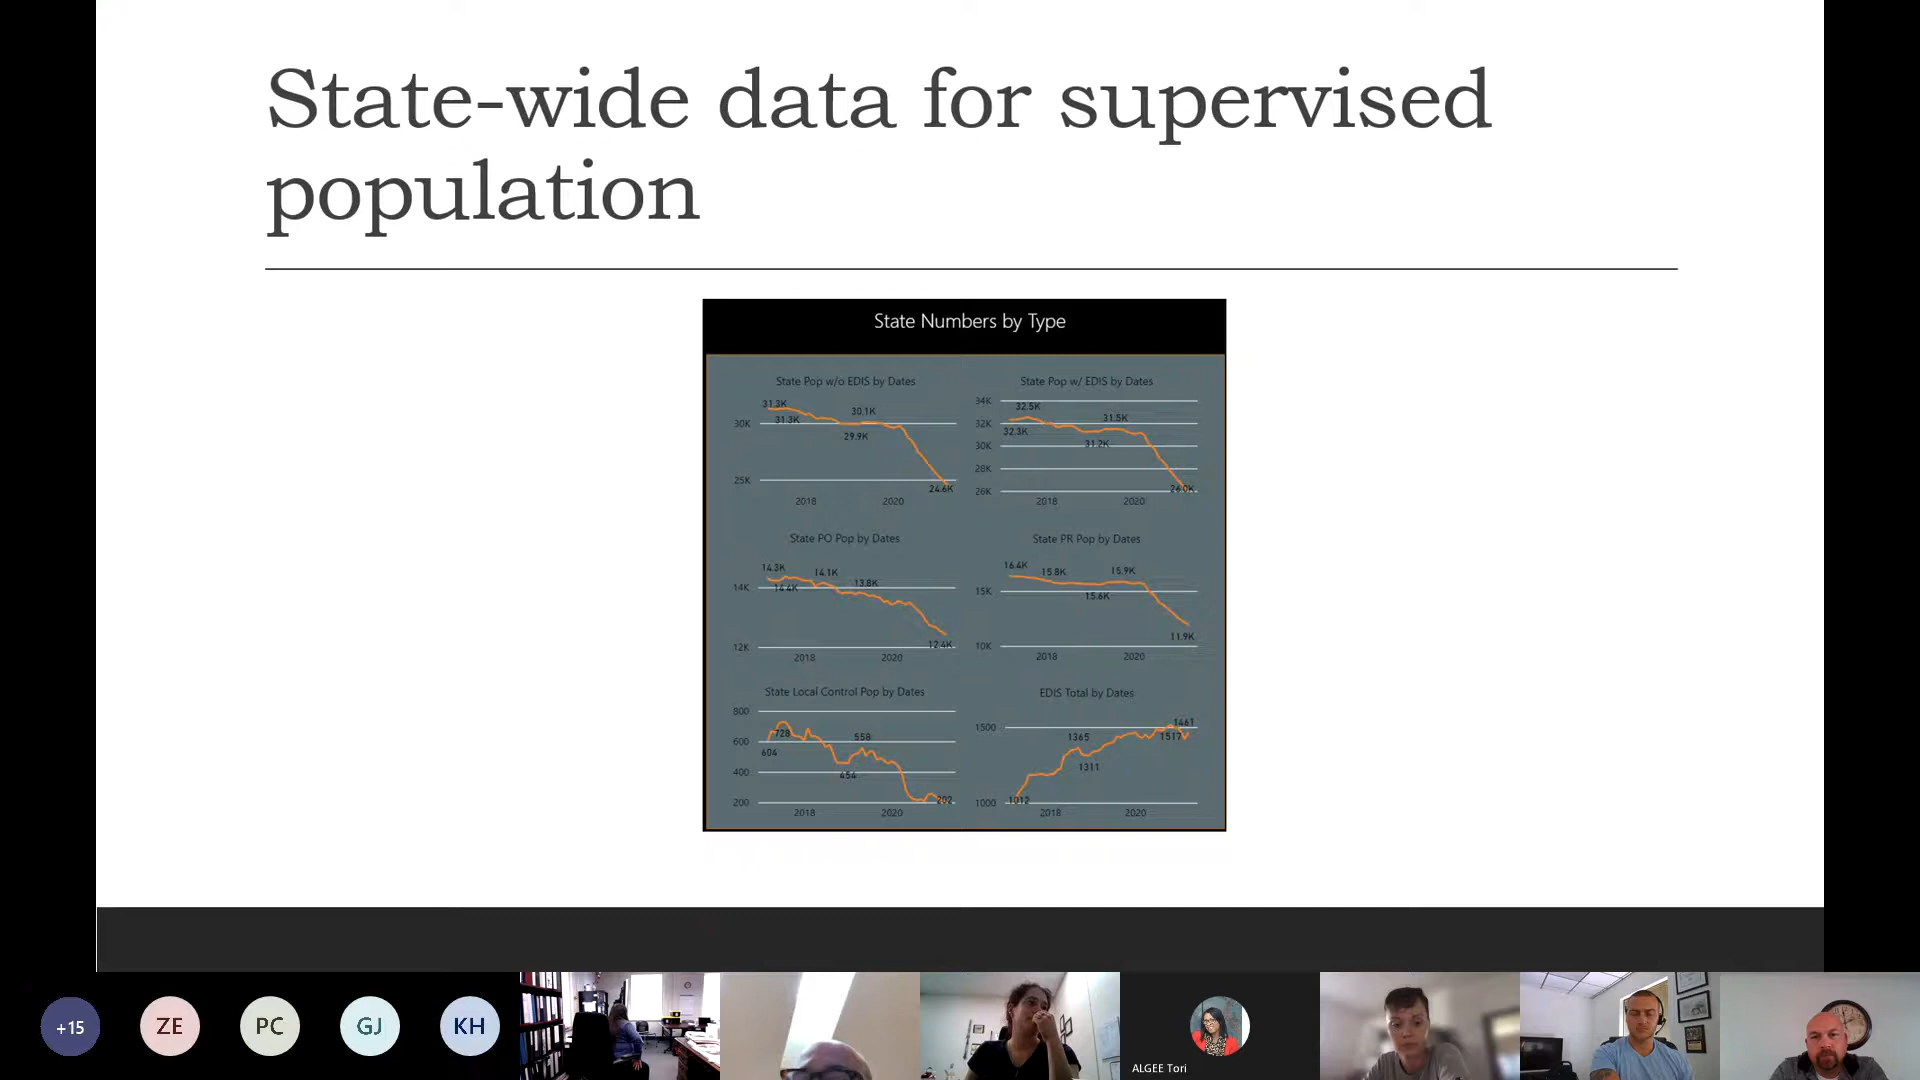 State-wide data for supervised
population
State Numbers by Type
State Pop w/o EDIS by Dates
31.3K
31.3K
30.1K
30K
29.9K
25K
24.6K
2018
2020
State Pop w/ EDIS by Dates
34K
32.5K
31.5K
32K
32.3K
31.2K
30K
28K
26K
26.0K
2018
2020
State PO Pop by Dates
14.3K
14.1K
13.8K
14K
14.4K
12K
12.4K
2018
2020
State PR Pop by Dates
16.4K
15.8K
15.9K
15K
15.6K
11.9K
10K
2018
2020
State Local Control Pop by Dates
800
728
558
600
604
400
454
200
202
2018
2020
EDIS Total by Dates
1461
1500
1365
1517
1311
1000
1012
2018
2020
+15
ZE
PC
GJ
KH
ALGEE Tori